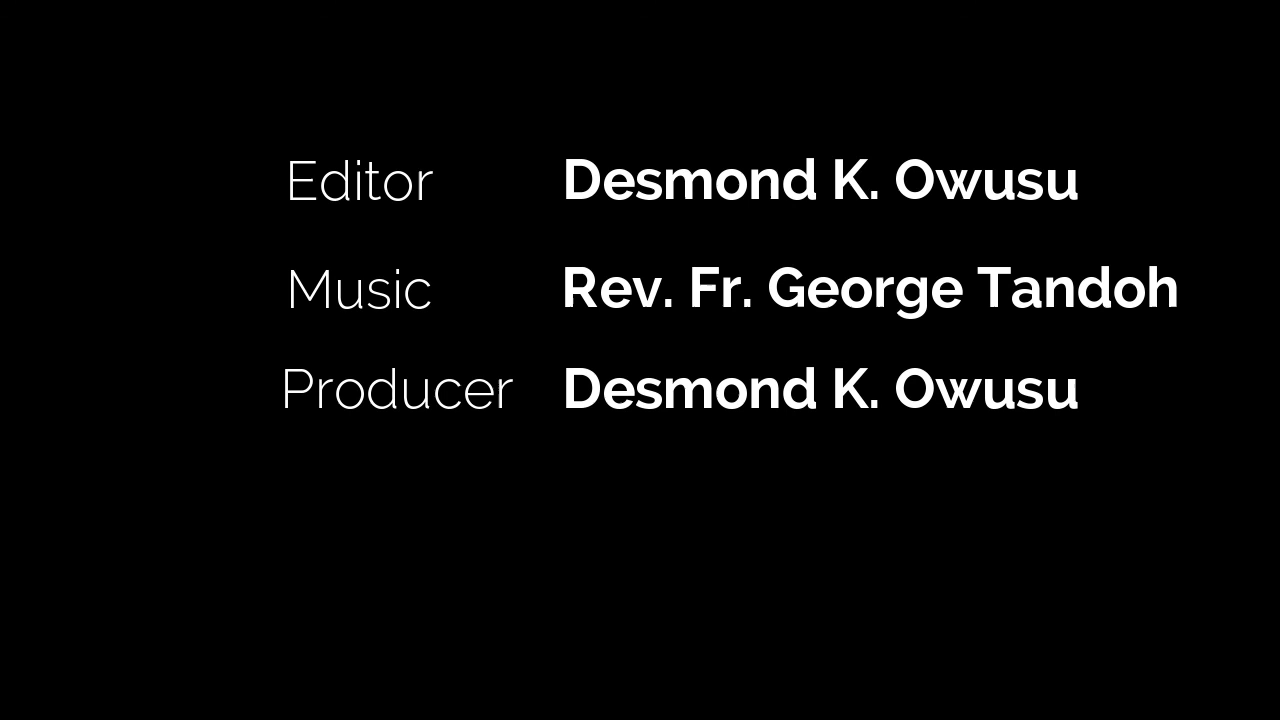 Editor Desmond K. Owusu
Music Rev. Fr. George Tandoh
Producer Desmond K. Owusu